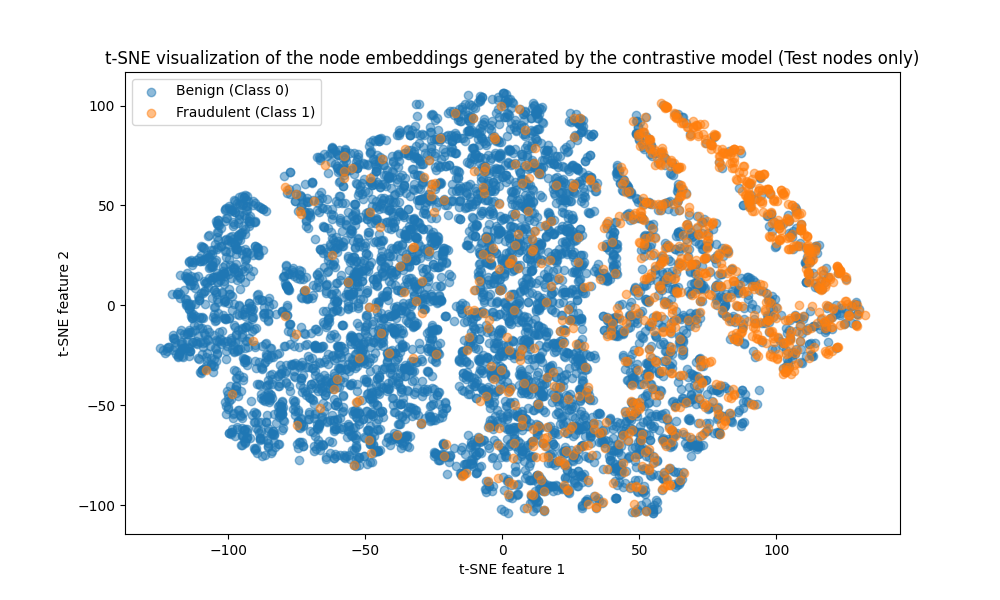 t-SNE visualization of the node embeddings generated by the contrastive model (Test nodes only)
Benign (Class 0)
Fraudulent (Class 1)
100
50
0
−50
−100
t-SNE feature 2
−100
−50
0
50
100
t-SNE feature 1